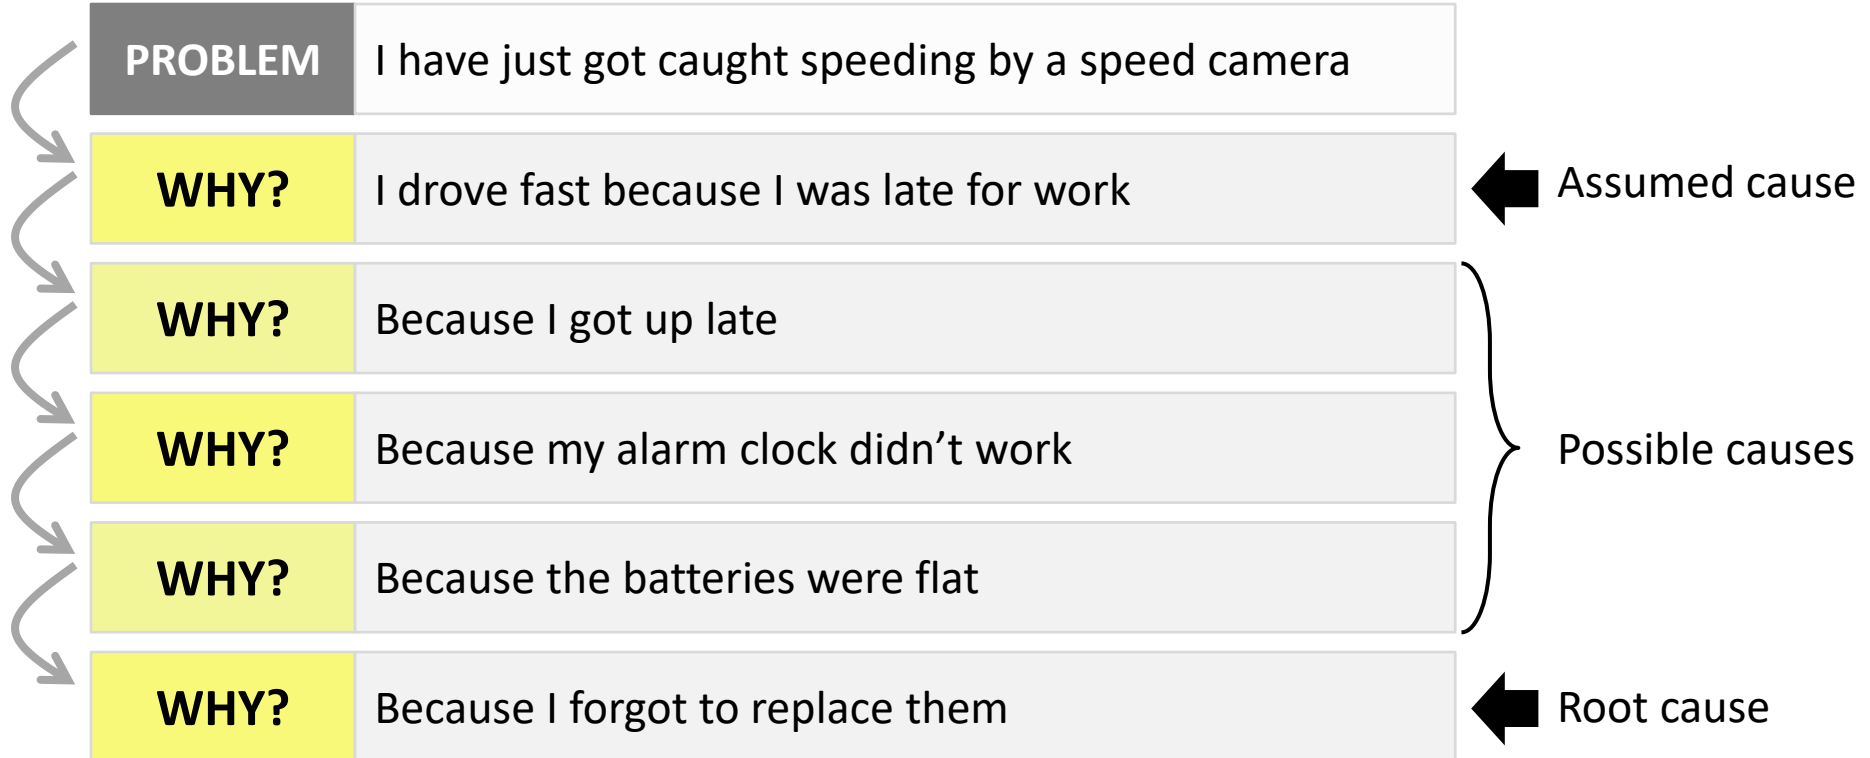 PROBLEM I have just got caught speeding by a speed camera
WHY? I drove fast because I was late for work Assumed cause
WHY? Because I got up late
WHY? Because my alarm clock didn’t work Possible causes
WHY? Because the batteries were flat
WHY? Because I forgot to replace them Root cause